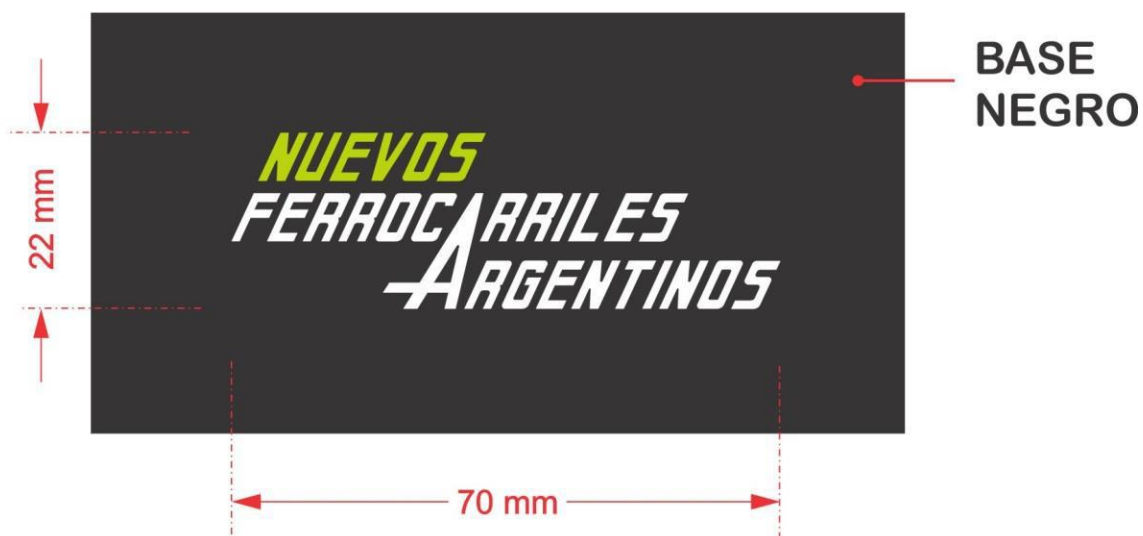 BASE
NEGRO
22 mm
NUEVOS
FERROCARRILES
ARGENTINOS
70 mm